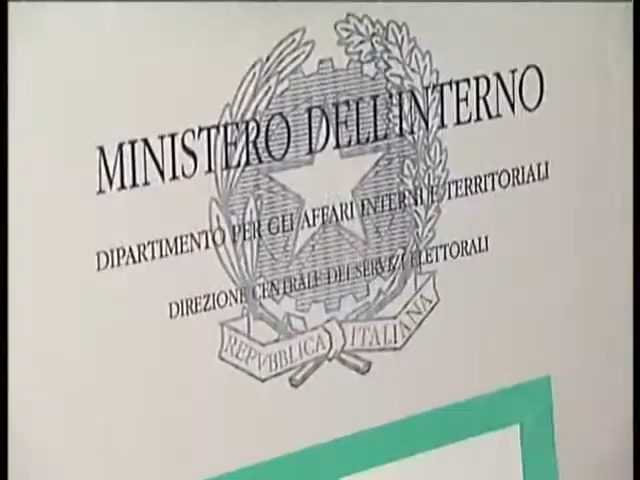 MINISTERO DELL'INTERNO
DIPARTIMENTO PER GLI AFFARI INTERNI E TERRITORIALI
DIREZIONE CENTRALE DEI SERVIZI ELETTORALI
REPVBBLICA ITALIANA